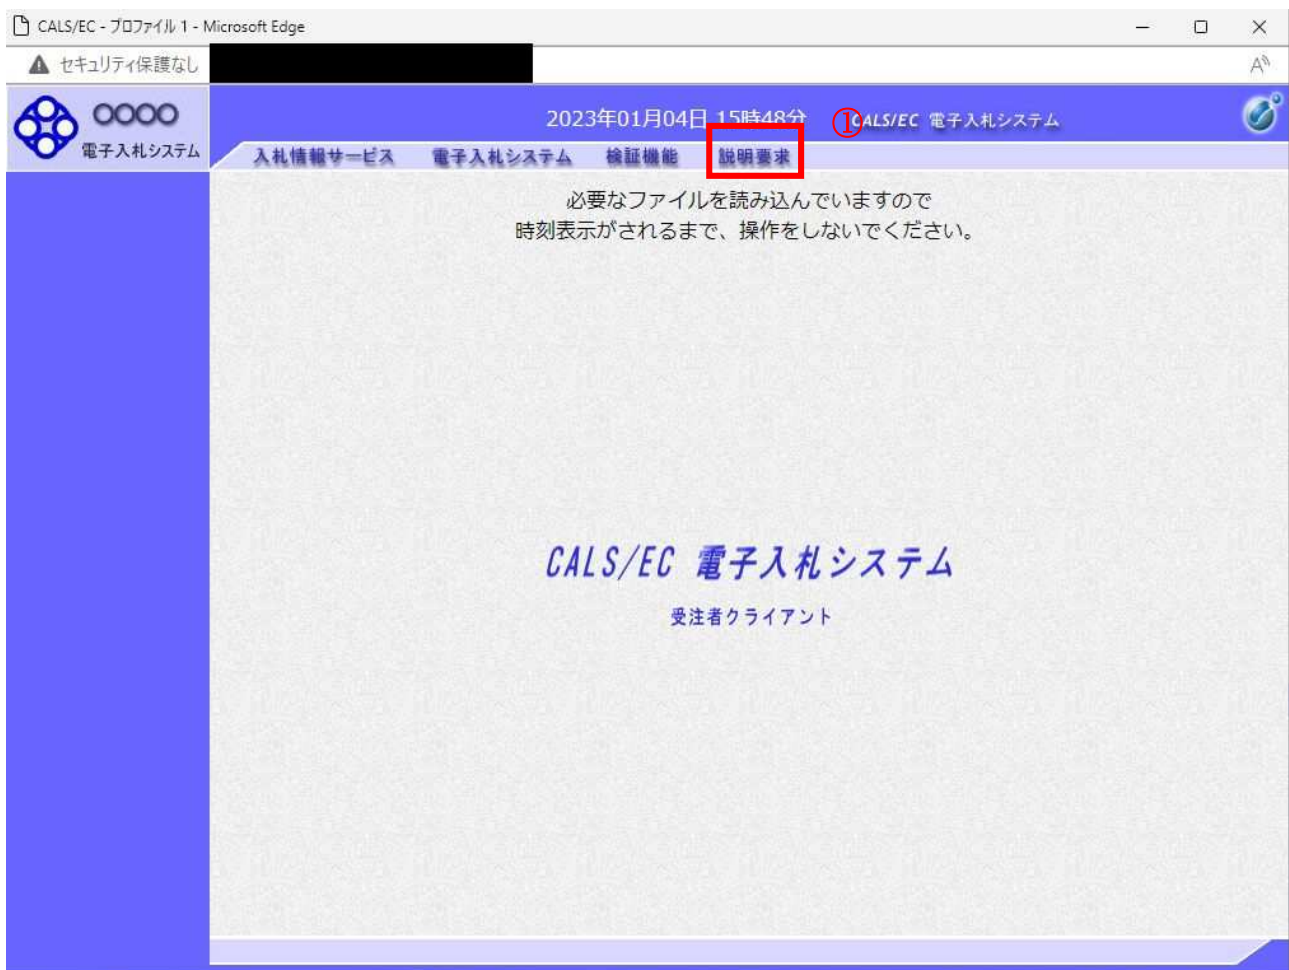 CALS/EC - プロファイル 1 - Microsoft Edge
セキュリティ保護なし
OOOO
電子入札システム
2023年01月04日 15時48分
①
CALS/EC 電子入札システム
入札情報サービス 電子入札システム 検証機能 説明要求
必要なファイルを読み込んでいますので
時刻表示がされるまで、操作をしないでください。
CALS/EC 電子入札システム
受注者クライアント